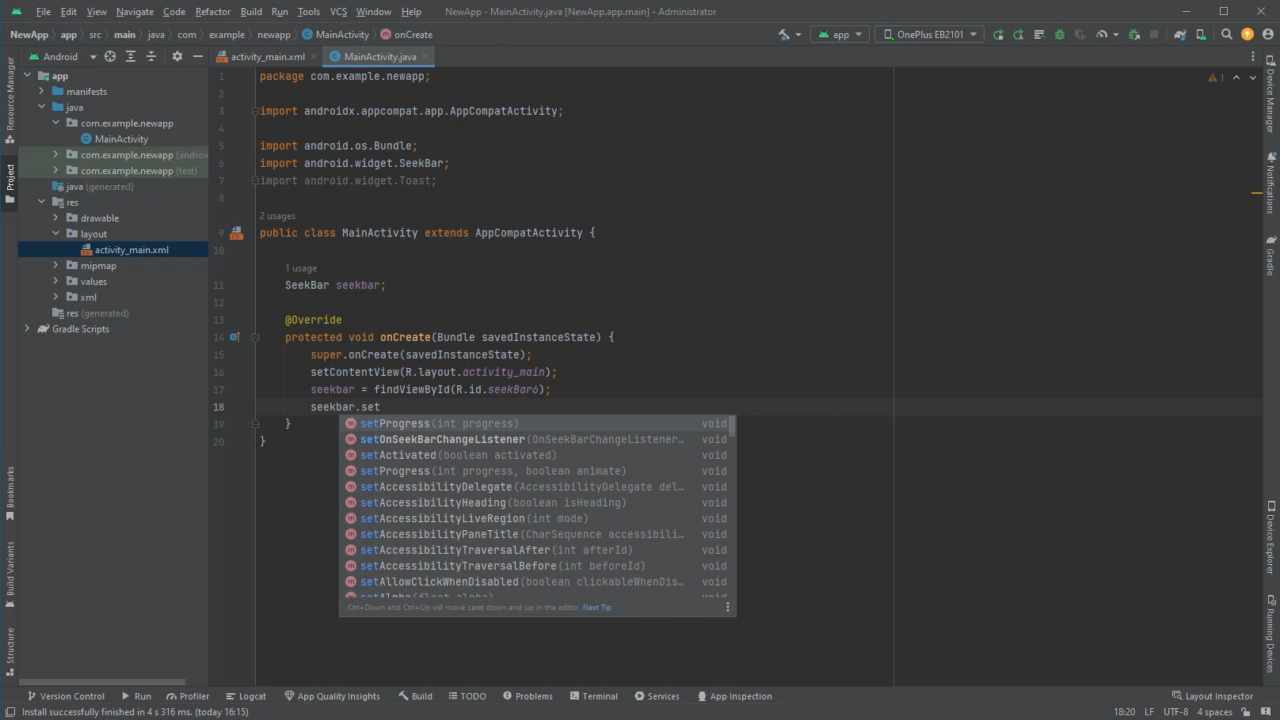 File Edit View Navigate Code Refactor Build Run Tools VCS Window Help NewApp - MainActivity.java [NewApp.app.main] - Administrator
NewApp app src main java com example newapp MainActivity onCreate app OnePlus EB2101
Android activity_main.xml MainActivity.java
Resource Manager
Project
Bookmarks
Build Variants
Structure
app
manifests
java
com.example.newapp
MainActivity
com.example.newapp (andro
com.example.newapp (test)
java (generated)
res
drawable
layout
activity_main.xml
mipmap
values
xml
res (generated)
Gradle Scripts
1 package com.example.newapp;
2
3 import androidx.appcompat.app.AppCompatActivity;
4
5 import android.os.Bundle;
6 import android.widget.SeekBar;
7 import android.widget.Toast;
8
2 usages
9 public class MainActivity extends AppCompatActivity {
10
1 usage
11 SeekBar seekbar;
12
13 @Override
14 protected void onCreate(Bundle savedInstanceState) {
15 super.onCreate(savedInstanceState);
16 setContentView(R.layout.activity_main);
17 seekbar = findViewById(R.id.seekBar6);
18 seekbar.set
19 }
20 }
setProgress(int progress) void
setOnSeekBarChangeListener(OnSeekBarChangeListener… void
setActivated(boolean activated) void
setProgress(int progress, boolean animate) void
setAccessibilityDelegate(AccessibilityDelegate del… void
setAccessibilityHeading(boolean isHeading) void
setAccessibilityLiveRegion(int mode) void
setAccessibilityPaneTitle(CharSequence accessibili… void
setAccessibilityTraversalAfter(int afterId) void
setAccessibilityTraversalBefore(int beforeId) void
setAllowClickWhenDisabled(boolean clickableWhenDis… void
setAlpha(float alpha)
Ctrl+Down and Ctrl+Up will move caret down and up in the editor Next Tip
1
Device Manager
Notifications
Gradle
Device Explorer
Running Devices
Version Control Run Profiler Logcat App Quality Insights Build TODO Problems Terminal Services App Inspection Layout Inspector
Install successfully finished in 4 s 316 ms. (today 16:15) 18:20 LF UTF-8 4 spaces